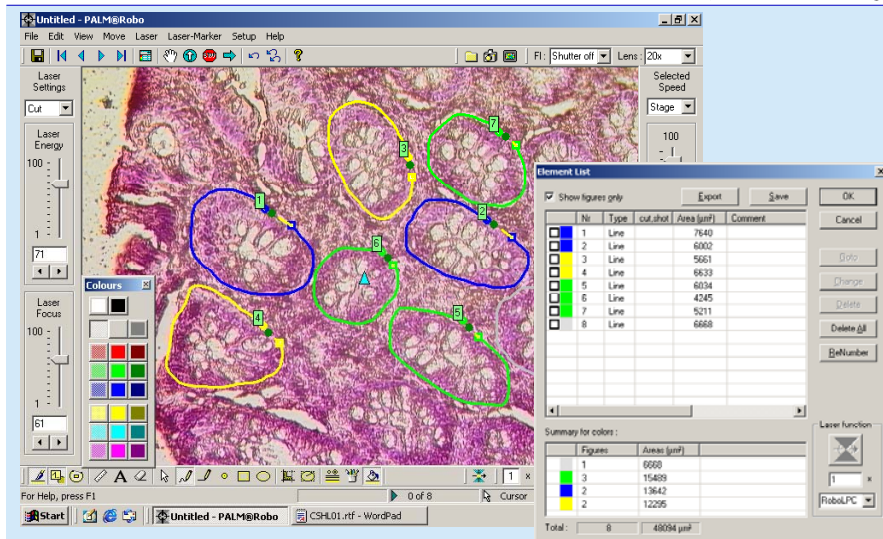 Untitled - PALM®Robo
File Edit View Move Laser Laser-Marker Setup Help
Fl: Shutter off Lens: 20x
Laser Settings
Cut
Laser Energy
100 -
1 -
71
Laser Focus
100 -
1 -
61
Colours
Selected Speed
Stage
100
1
2
3
4
5
6
7
Element List
Show figures only Export Save OK
Nr Type cut,shot Area (µm²) Comment Cancel
1 Line 7640
2 Line 6002
3 Line 5661 Goto
4 Line 6633
5 Line 6034 Change
6 Line 4245
7 Line 5211 Delete
8 Line 6668
Delete All
ReNumber
Summary for colors :
Figures Areas (µm²)
1 6668
3 15489
2 13642
2 12295
Total: 8 48094 µm²
Laser function
1 x
RoboLPC
A
1 x
For Help, press F1 0 of 8 Cursor
Start Untitled - PALM®Robo CSHL01.rtf - WordPad